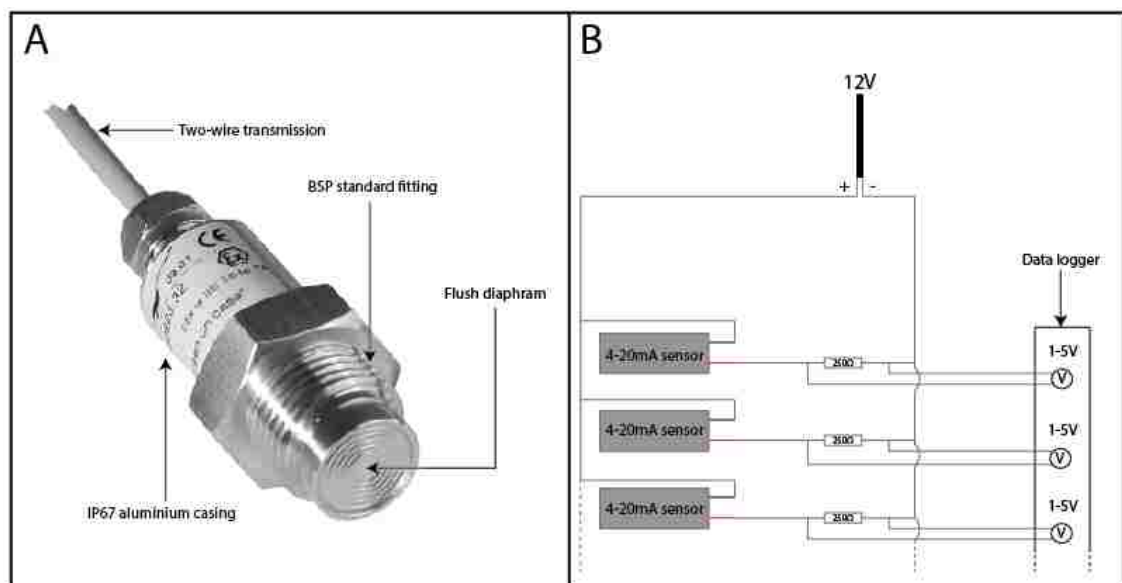 A
Two-wire transmission
BSP standard fitting
Flush diaphram
IP67 aluminium casing
B
12V
+ -
Data logger
4-20mA sensor
250Ω
1-5V
V
4-20mA sensor
250Ω
1-5V
V
4-20mA sensor
250Ω
1-5V
V